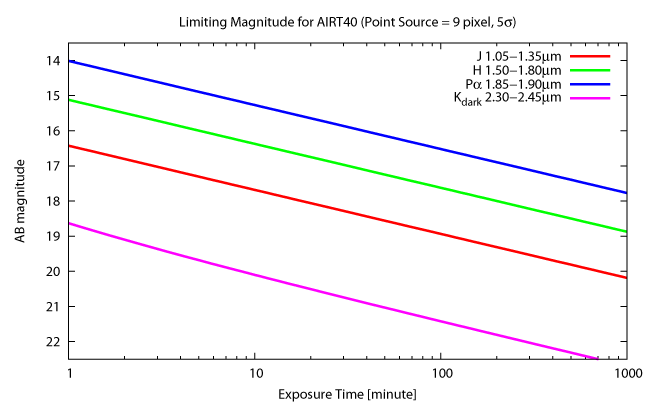 Limiting Magnitude for AIRT40 (Point Source = 9 pixel, 5σ)
J 1.05−1.35μm
H 1.50−1.80μm
Pα 1.85−1.90μm
Kdark 2.30−2.45μm
14
15
16
17
18
19
20
21
22
AB magnitude
1 10 100 1000
Exposure Time [minute]